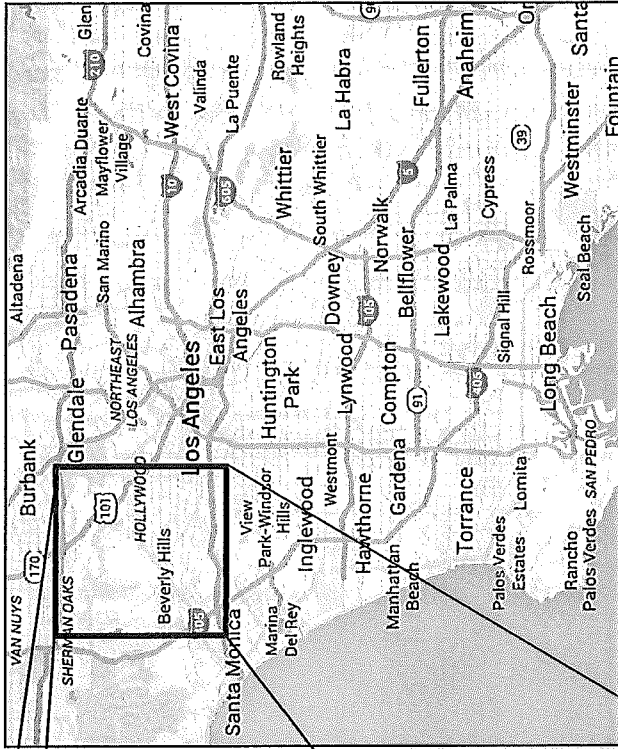 VAN NUYS
170
Burbank
Altadena
210
Glen
SHERMAN OAKS
Glendale
Pasadena
Arcadia
Duarte
Covina
101
NORTHEAST
LOS ANGELES
San Marino
Mayflower
Village
HOLLYWOOD
Alhambra
10
West Covina
Beverly Hills
Los Angeles
Valinda
405
East Los
Angeles
605
La Puente
Santa Monica
View
Park-Windsor
Hills
Huntington
Park
Whittier
Rowland
Heights
Marina
Del Rey
Inglewood
Westmont
South Whittier
Lynwood
Downey
La Habra
90
Hawthorne
105
Norwalk
5
Manhattan
Beach
Gardena
Compton
Bellflower
Fullerton
91
Lakewood
La Palma
Anaheim
Torrance
405
Cypress
Palos Verdes
Estates
Lomita
Signal Hill
Rossmoor
39
Or
Long Beach
Westminster
Santa
Rancho
Palos Verdes
SAN PEDRO
Seal Beach
Fountain